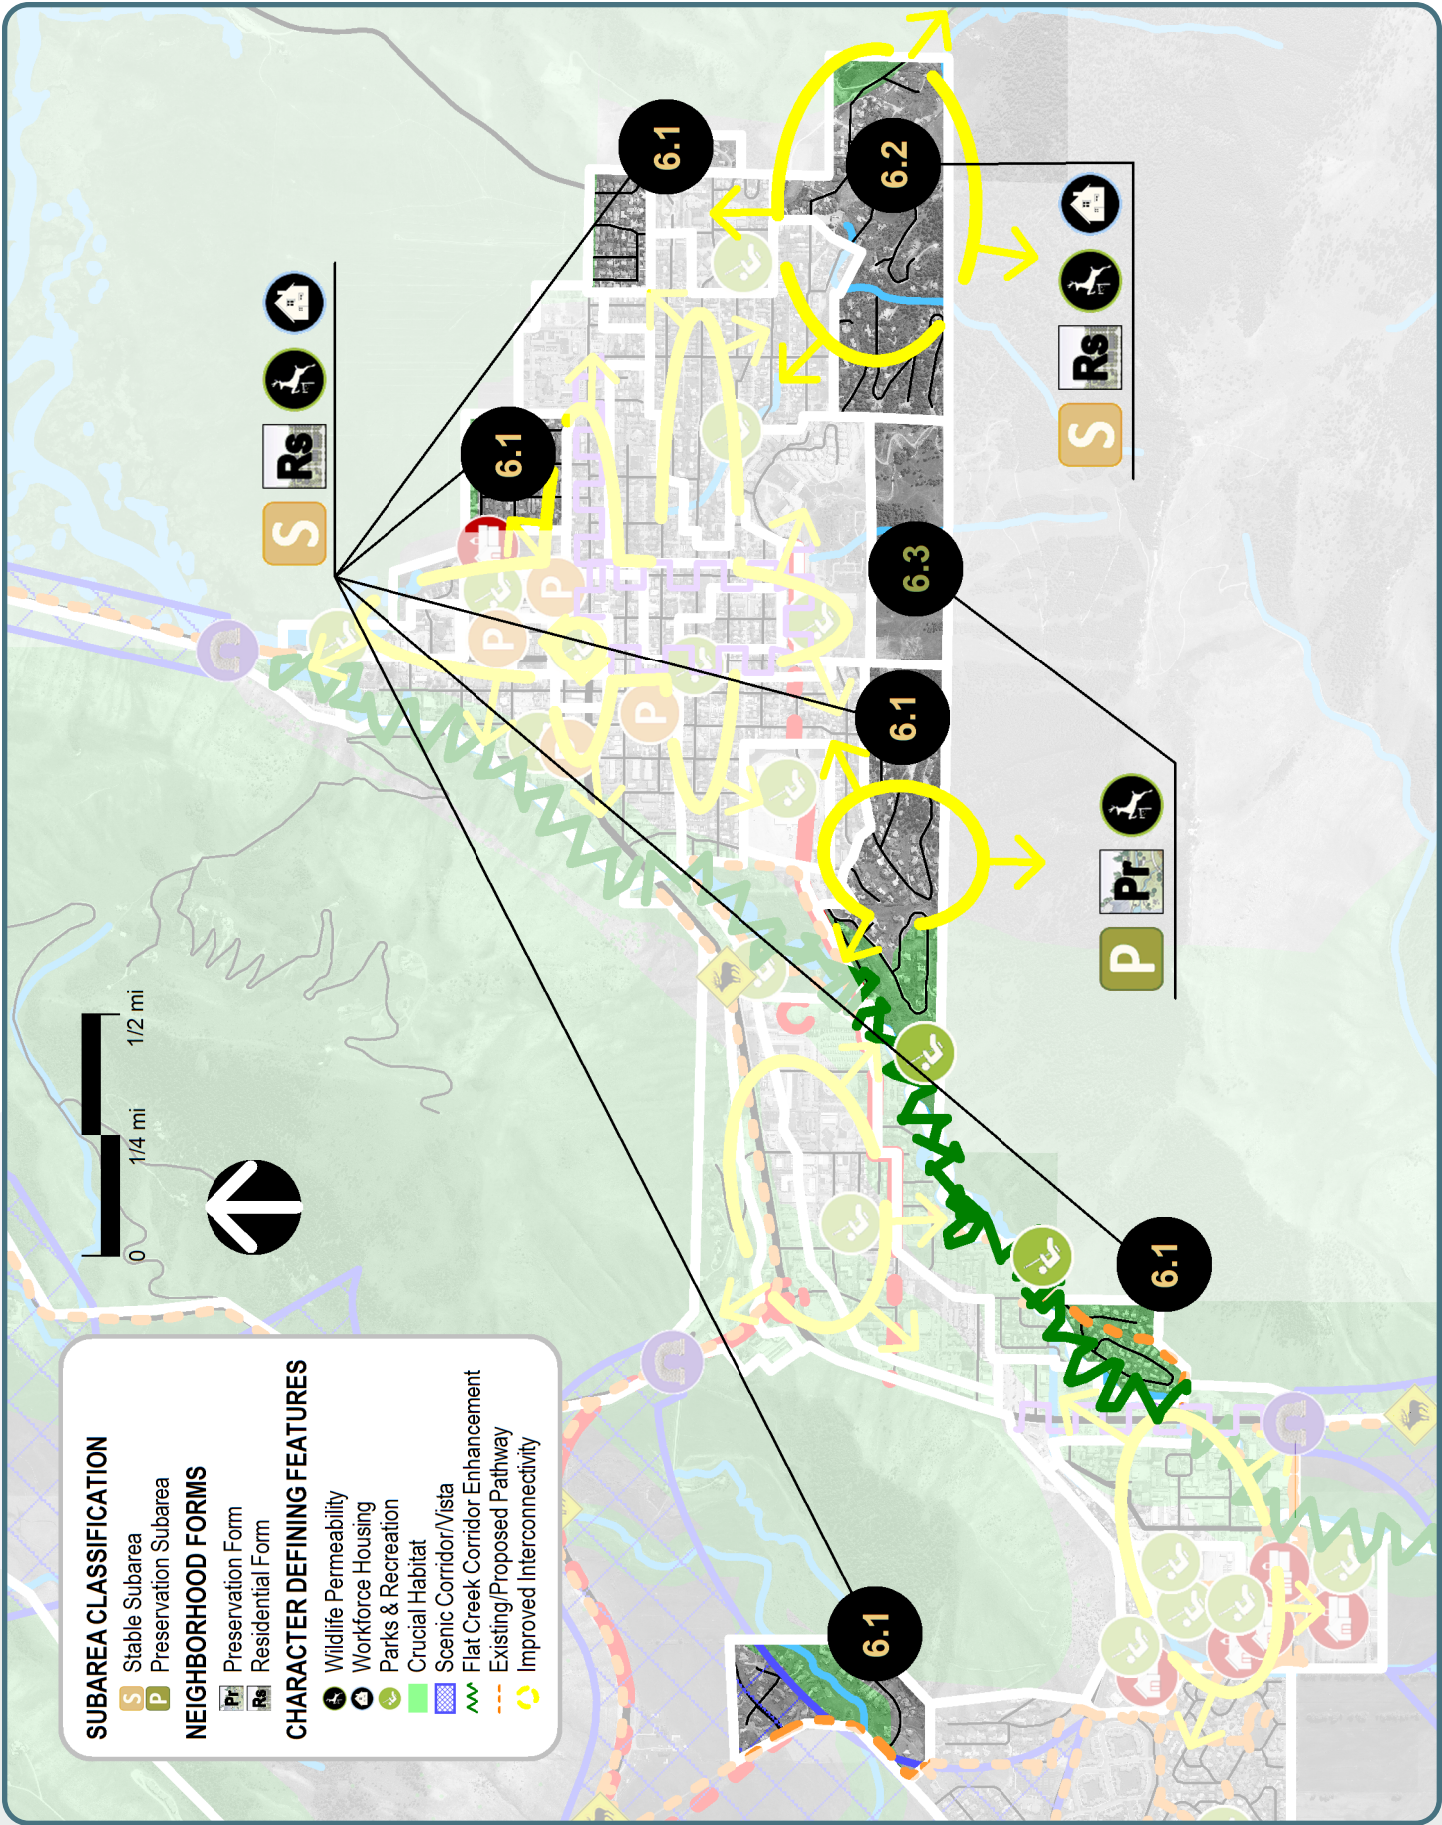 SUBAREA CLASSIFICATION
S Stable Subarea
P Preservation Subarea
NEIGHBORHOOD FORMS
Pr Preservation Form
Rs Residential Form
CHARACTER DEFINING FEATURES
Wildlife Permeability
Workforce Housing
Parks & Recreation
Crucial Habitat
Scenic Corridor/Vista
Flat Creek Corridor Enhancement
Existing/Proposed Pathway
Improved Interconnectivity
0 1/4 mi 1/2 mi
S Rs
6.1
6.1
6.1
6.1
6.1
6.2
6.3
S Rs
P Pr
P
P
P